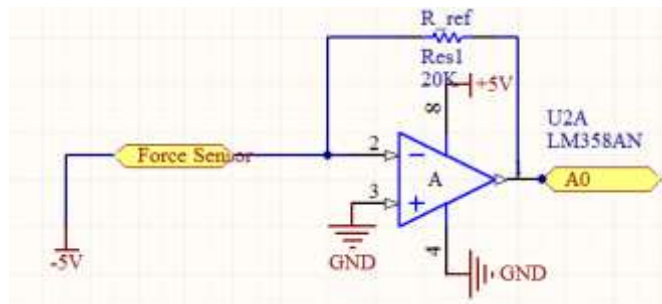 R_ref
Res1
20K
+5V
8
U2A
LM358AN
Force Sensor
2
A
A0
3
-5V
GND
4
GND